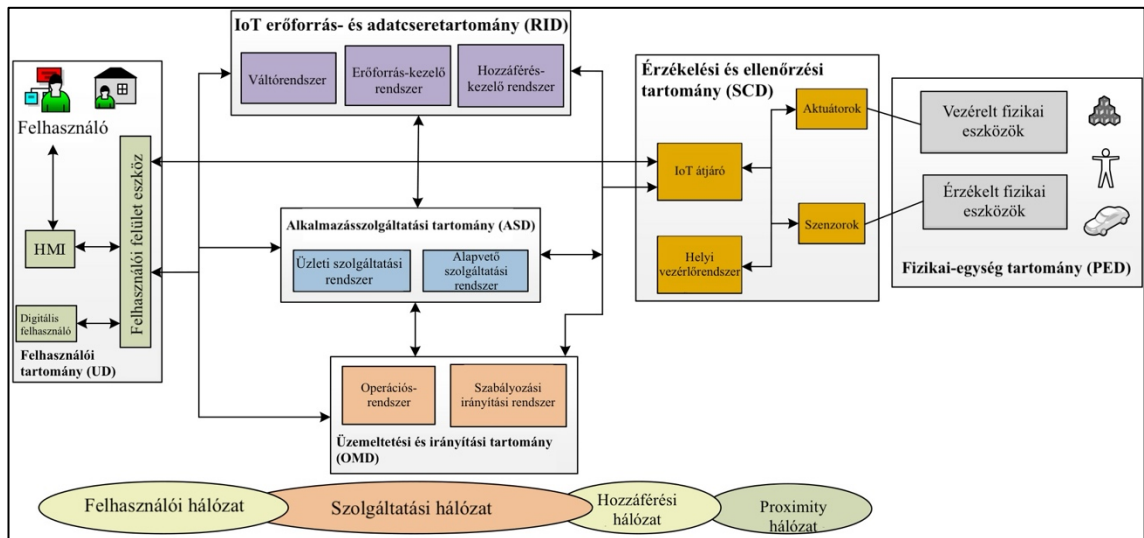 IoT erőforrás- és adatcseretartomány (RID)
Váltórendszer
Erőforrás-kezelő
rendszer
Hozzáférés-
kezelő rendszer
Felhasználó
HMI
Digitális
felhasználó
Felhasználói felület eszköz
Felhasználói
tartomány (UD)
Alkalmazásszolgáltatási tartomány (ASD)
Üzleti szolgáltatási
rendszer
Alapvető
szolgáltatási
rendszer
Operációs-
rendszer
Szabályozási
irányítási rendszer
Üzemeltetési és irányítási tartomány
(OMD)
Érzékelési és ellenőrzési
tartomány (SCD)
Aktuátorok
IoT átjáró
Szenzorok
Helyi
vezérlőrendszer
Vezérelt fizikai
eszközök
Érzékelt fizikai
eszközök
Fizikai-egység tartomány (PED)
Felhasználói hálózat
Szolgáltatási hálózat
Hozzáférési
hálózat
Proximity
hálózat